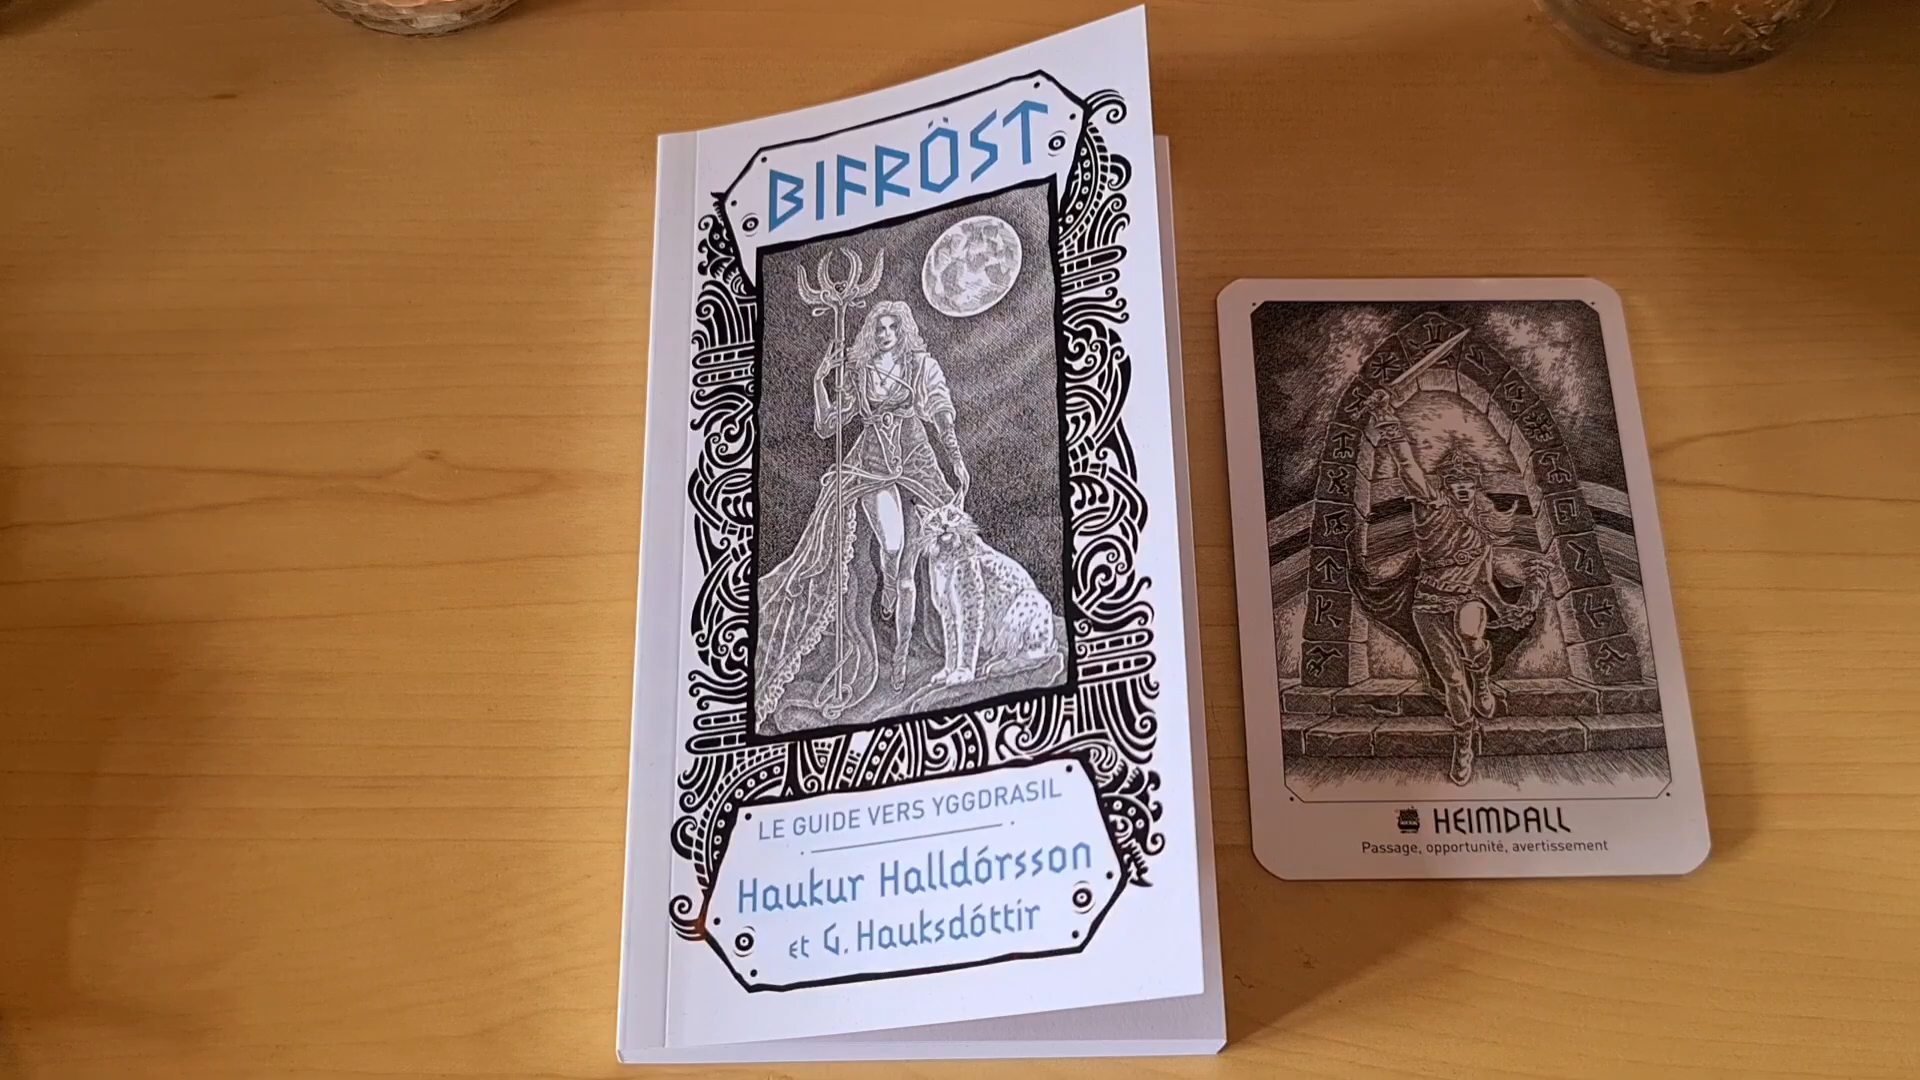 BIFRÖST
LE GUIDE VERS YGGDRASIL
Haukur Halldórsson
et G. Hauksdóttir
HEIMDALL
Passage, opportunité, avertissement